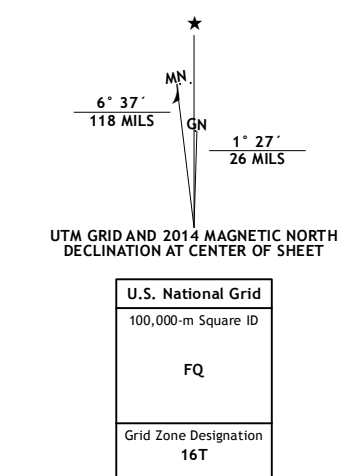 ★
MN
6° 37´
118 MILS
GN
1° 27´
26 MILS
UTM GRID AND 2014 MAGNETIC NORTH
DECLINATION AT CENTER OF SHEET
U.S. National Grid
100,000-m Square ID
FQ
Grid Zone Designation
16T